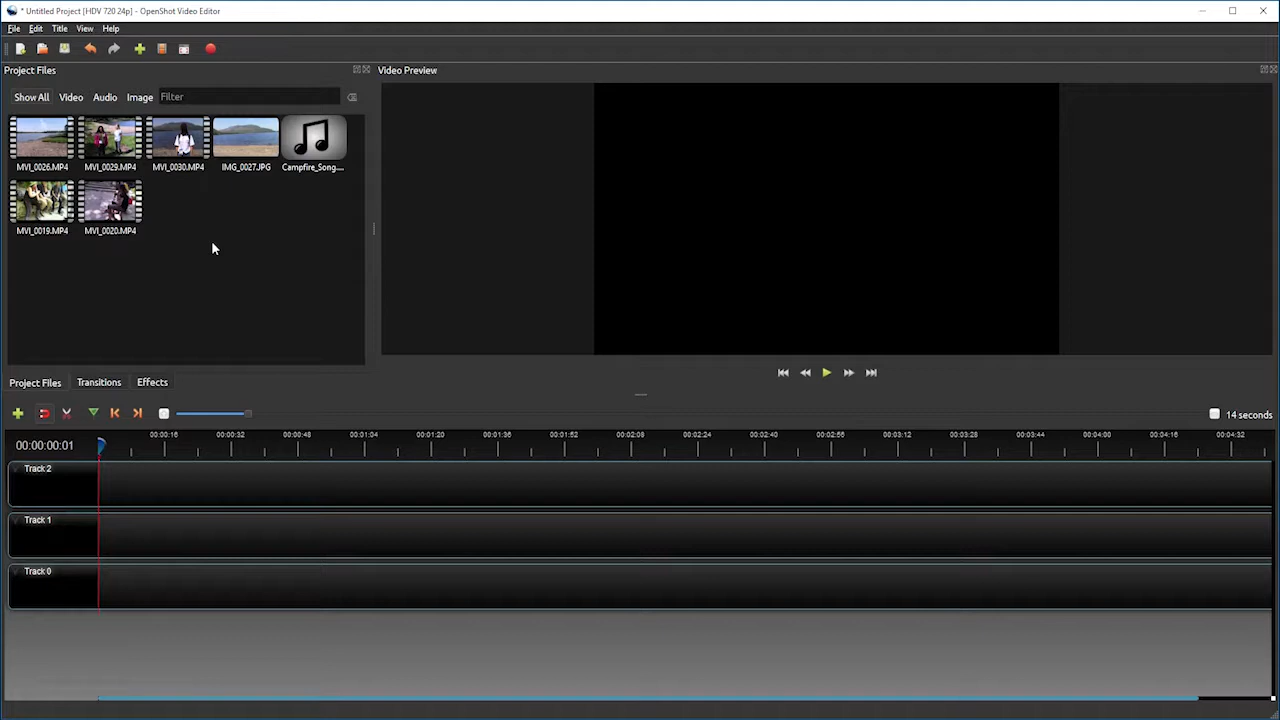 * Untitled Project [HDV 720 24p] - OpenShot Video Editor
File Edit Title View Help
Project Files
Video Preview
Show All Video Audio Image Filter
MVI_0026.MP4 MVI_0029.MP4 MVI_0030.MP4 IMG_0027.JPG Campfire_Song...
MVI_0019.MP4 MVI_0020.MP4
Project Files Transitions Effects
14 seconds
00:00:00:01
00:00:16 00:00:32 00:00:48 00:01:04 00:01:20 00:01:36 00:01:52 00:02:08 00:02:24 00:02:40 00:02:56 00:03:12 00:03:28 00:03:44 00:04:00 00:04:16 00:04:32
Track 2
Track 1
Track 0